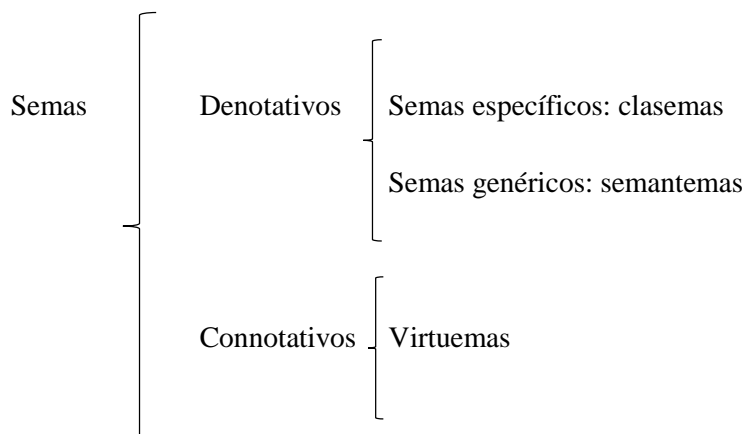 Semas Denotativos Semas específicos: clasemas
Semas genéricos: semantemas
Connotativos Virtuemas